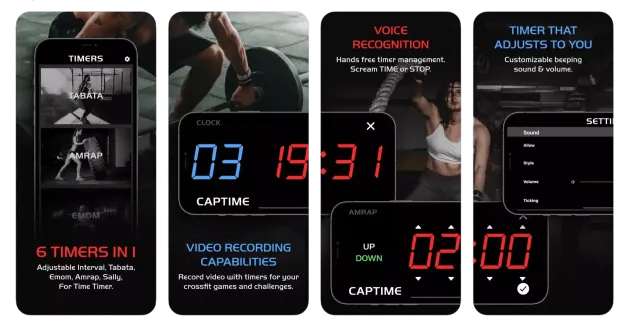 TIMERS
TABATA
AMRAP
EMOM
6 TIMERS IN 1
Adjustable Interval, Tabata,
Emom, Amrap, Sally,
For Time Timer.
CLOCK
03 19:31
CAPTIME
VIDEO RECORDING
CAPABILITIES
Record video with timers for your
crossfit games and challenges.
VOICE
RECOGNITION
Hands free timer management.
Scream TIME or STOP.
AMRAP
UP
DOWN
02:00
CAPTIME
TIMER THAT
ADJUSTS TO YOU
Customizable beeping
sound & volume.
SETTI
Sound
Allow
Style
Volume
Ticking